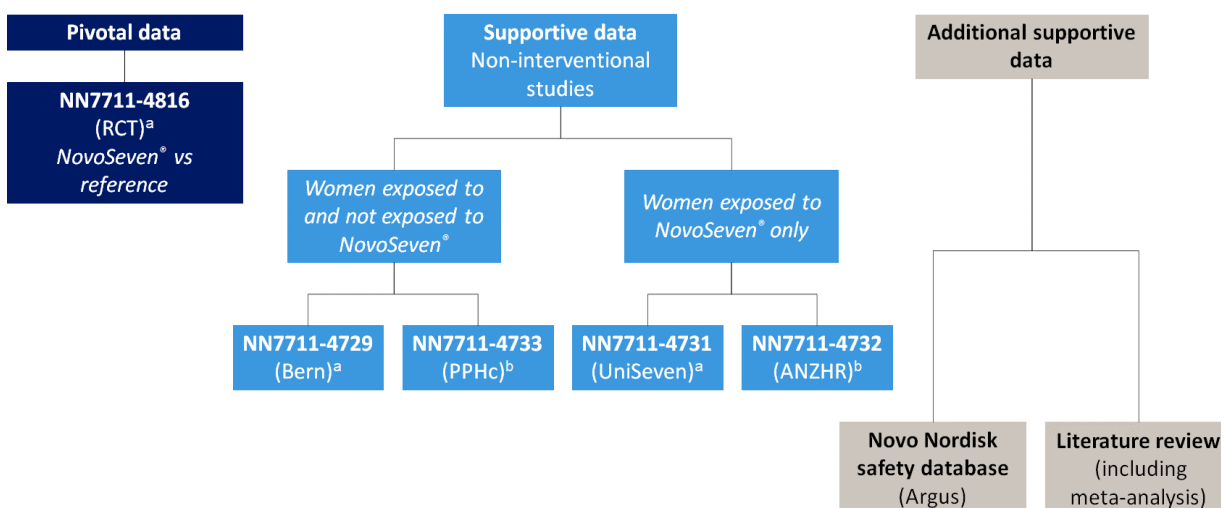 Pivotal data
NN7711-4816
(RCT)ᵃ
NovoSeven® vs
reference
Supportive data
Non-interventional
studies
Women exposed to
and not exposed to
NovoSeven®
Women exposed to
NovoSeven® only
NN7711-4729
(Bern)ᵃ
NN7711-4733
(PPHc)ᵇ
NN7711-4731
(UniSeven)ᵃ
NN7711-4732
(ANZHR)ᵇ
Additional supportive
data
Novo Nordisk
safety database
(Argus)
Literature review
(including
meta-analysis)